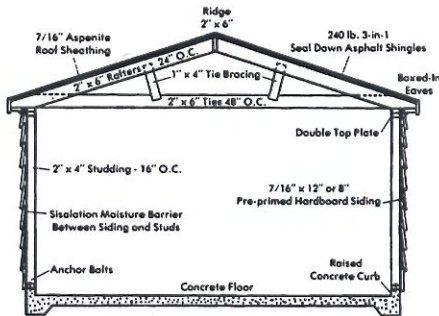 Ridge
2" x 6"
7/16" Aspenite
Roof Sheathing
240 lb. 3-in-1
Seal Down Asphalt Shingles
2" x 6" Rafters - 24" O.C.
1" x 4" Tie Bracing
Boxed-In
Eaves
2" x 6" Ties 48" O.C.
Double Top Plate
2" x 4" Studding - 16" O.C.
7/16" x 12" or 8"
Pre-primed Hardboard Siding
Sisalation Moisture Barrier
Between Siding and Studs
Anchor Bolts
Raised
Concrete Curb
Concrete Floor